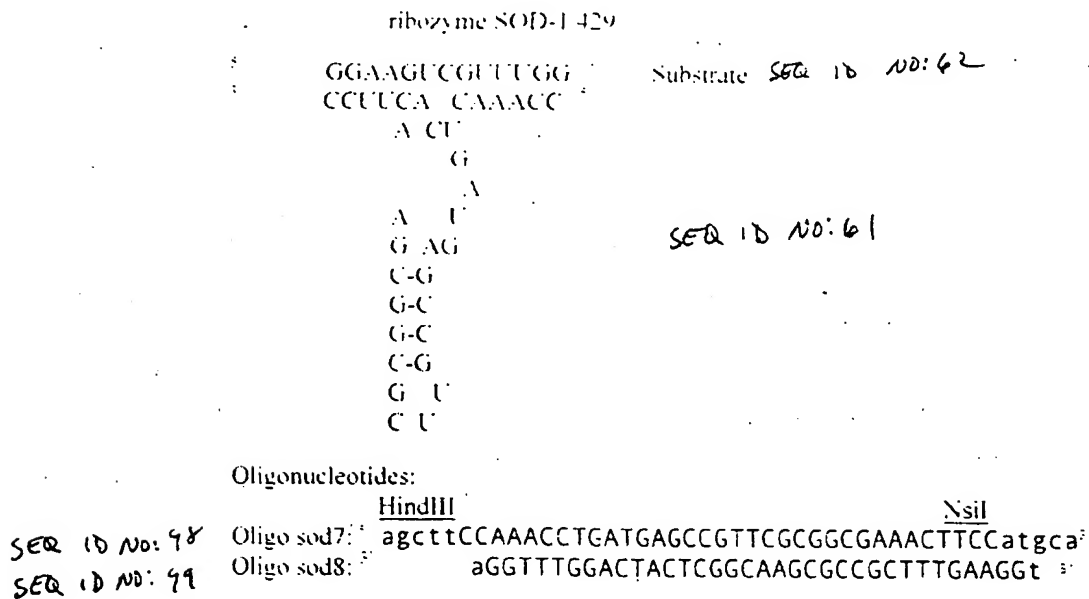 ribozyme SOD-1 429
GGAAGUCGUUUGG Substrate SEQ ID NO: 62
CCUUCA CAAACC
A CU
G
A
A U
G AG
C-G
G-C
G-C
C-G
G U
C U
SEQ ID NO: 61
Oligonucleotides:
HindIII NsiI
SEQ ID NO: 98 Oligo sod7: agcttCCAAACCTGATGAGCCGTTCGCGGCGAAACTTCCatgca
SEQ ID NO: 99 Oligo sod8: aGGTTTGGACTACTCGGCAAGCGCCGCTTTGAAGGt